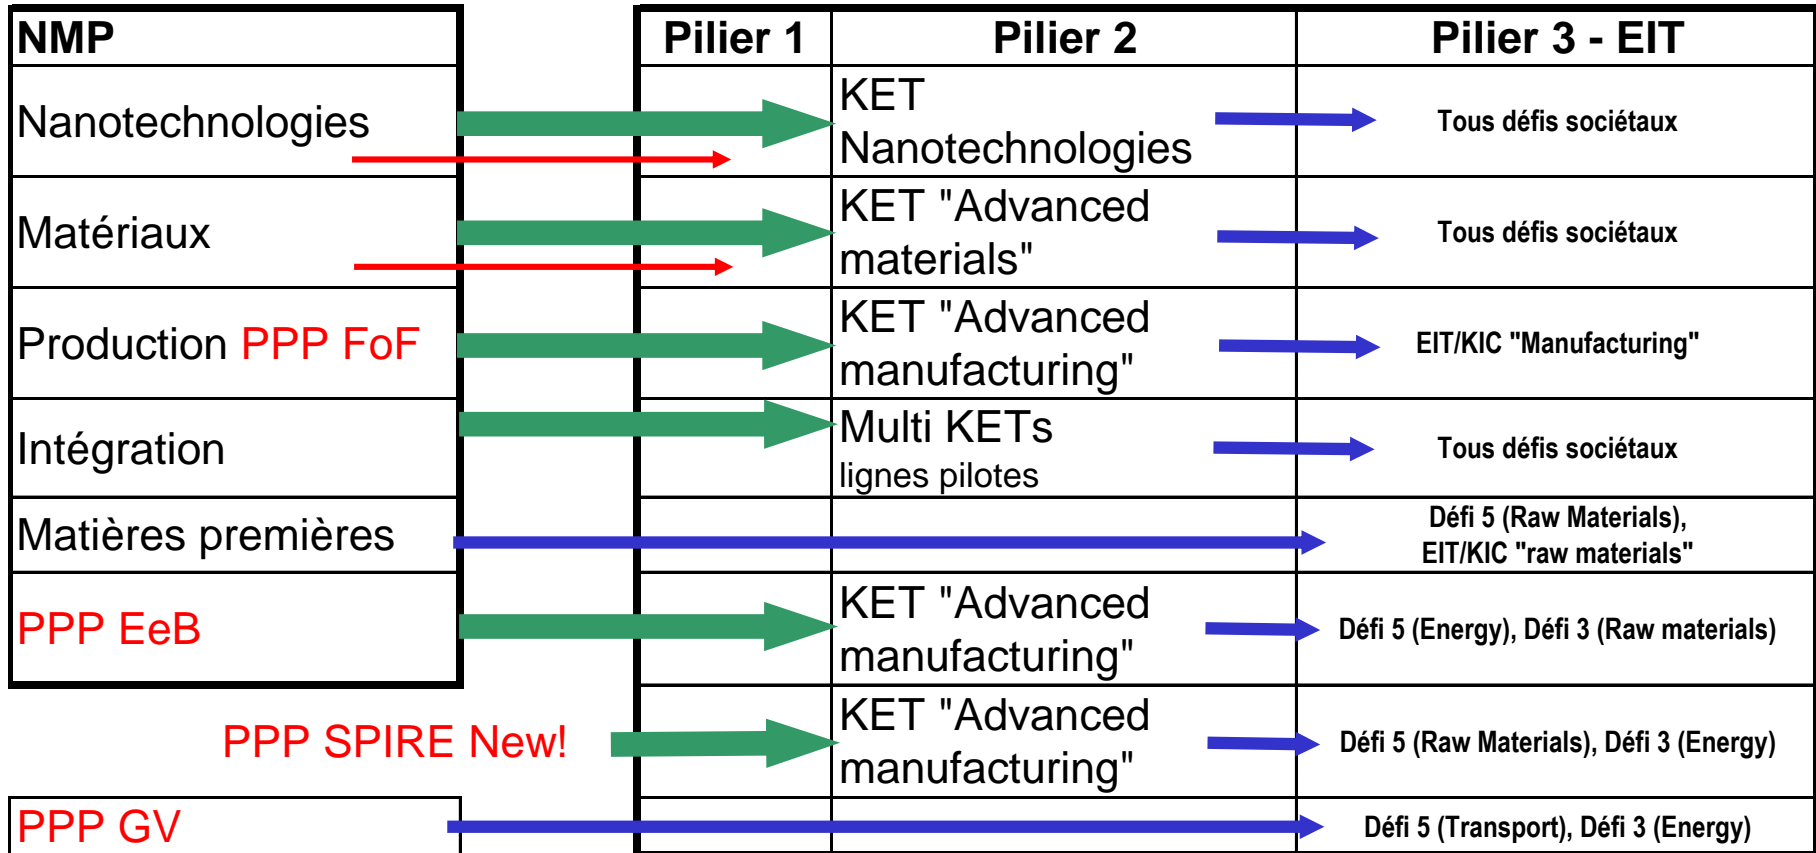 NMP
Pilier 1
Pilier 2
Pilier 3 - EIT
Nanotechnologies
KET
Nanotechnologies
Tous défis sociétaux
Matériaux
KET "Advanced
materials"
Tous défis sociétaux
Production PPP FoF
KET "Advanced
manufacturing"
EIT/KIC "Manufacturing"
Intégration
Multi KETs
lignes pilotes
Tous défis sociétaux
Matières premières
Défi 5 (Raw Materials),
EIT/KIC "raw materials"
PPP EeB
KET "Advanced
manufacturing"
Défi 5 (Energy), Défi 3 (Raw materials)
PPP SPIRE New!
KET "Advanced
manufacturing"
Défi 5 (Raw Materials), Défi 3 (Energy)
PPP GV
Défi 5 (Transport), Défi 3 (Energy)